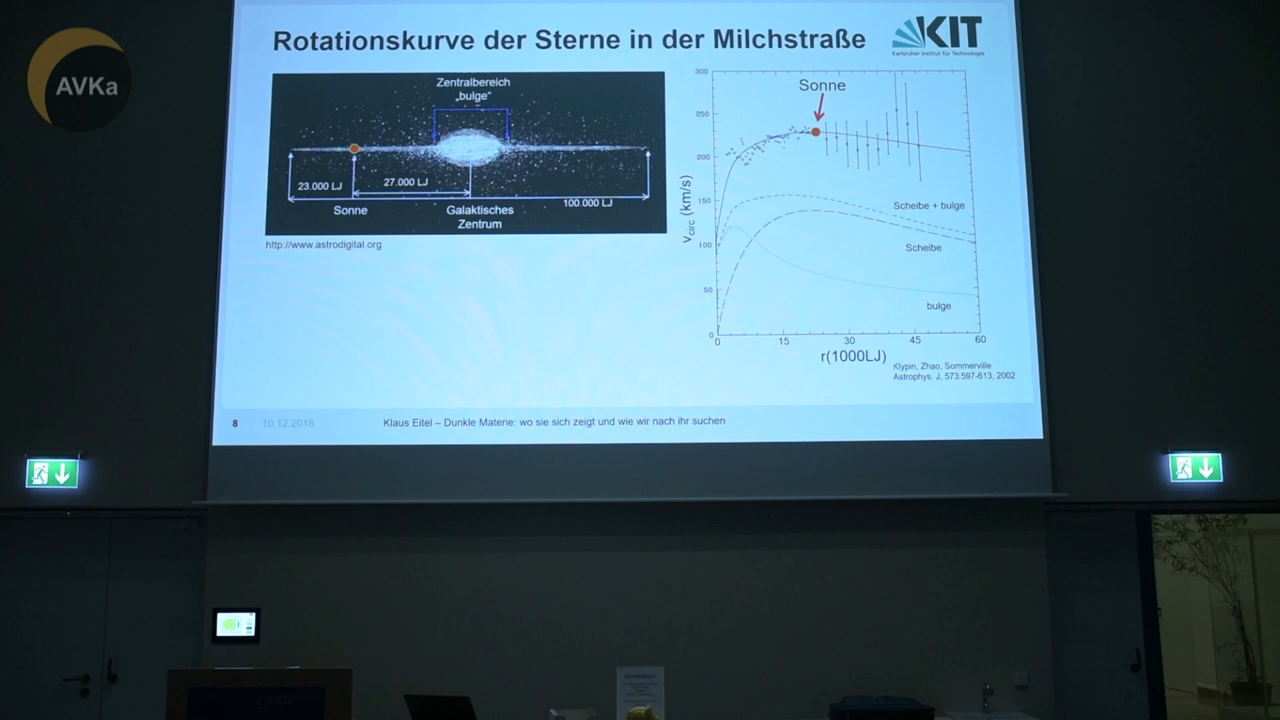 AVKa
Rotationskurve der Sterne in der Milchstraße
KIT
Karlsruher Institut für Technologie
Zentralbereich
„bulge"
23.000 LJ
27.000 LJ
100.000 LJ
Sonne
Galaktisches
Zentrum
http://www.astrodigital.org
300
250
200
150
100
50
0
v circ (km/s)
Sonne
Scheibe + bulge
Scheibe
bulge
0 15 30 45 60
r(1000LJ)
Klypin, Zhao, Sommerville
Astrophys. J, 573:597-613, 2002
8 10.12.2018 Klaus Eitel – Dunkle Materie: wo sie sich zeigt und wie wir nach ihr suchen